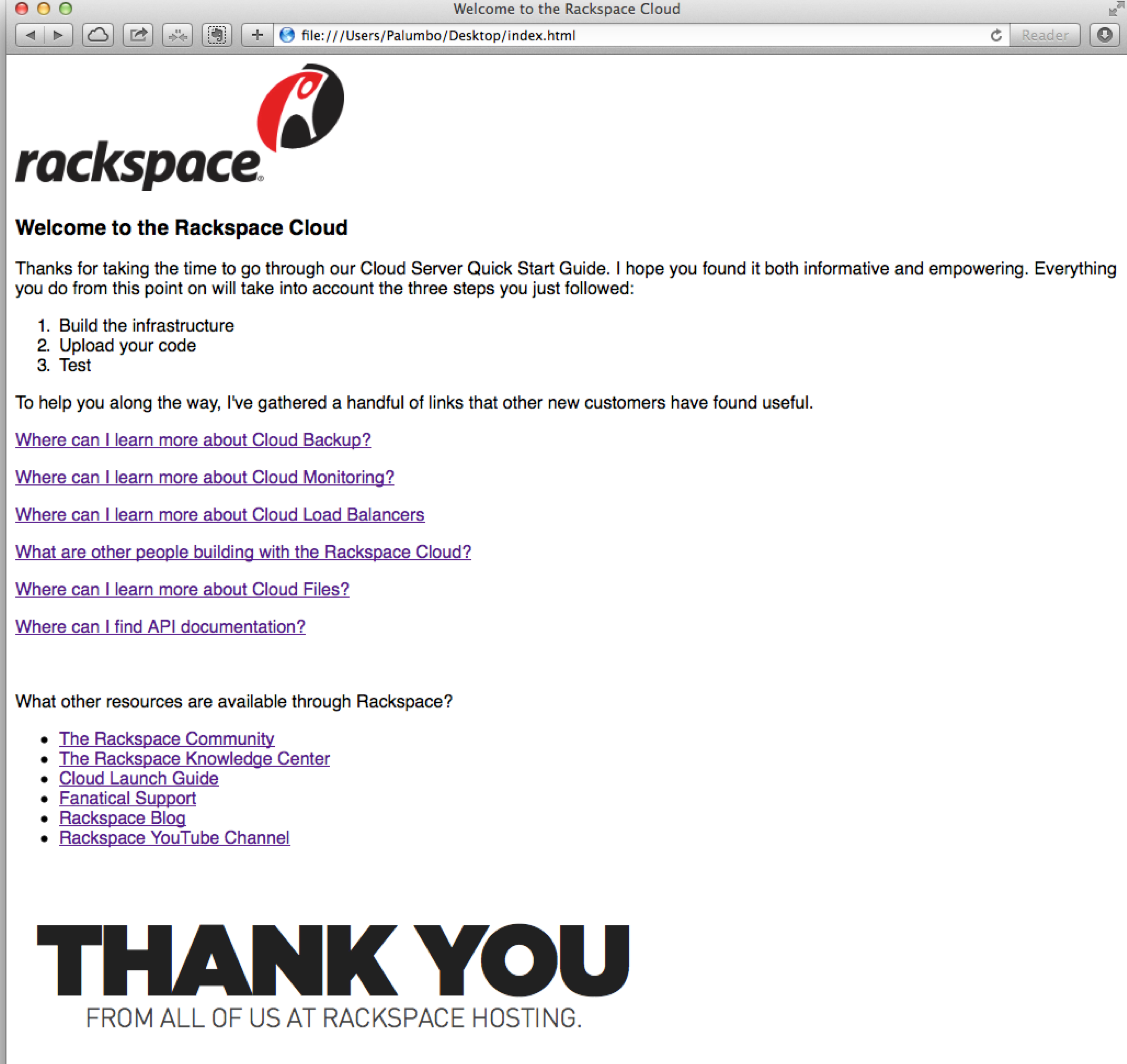 Welcome to the Rackspace Cloud
file:///Users/Palumbo/Desktop/index.html
Reader
rackspace®
Welcome to the Rackspace Cloud
Thanks for taking the time to go through our Cloud Server Quick Start Guide. I hope you found it both informative and empowering. Everything
you do from this point on will take into account the three steps you just followed:
1. Build the infrastructure
2. Upload your code
3. Test
To help you along the way, I've gathered a handful of links that other new customers have found useful.
Where can I learn more about Cloud Backup?
Where can I learn more about Cloud Monitoring?
Where can I learn more about Cloud Load Balancers
What are other people building with the Rackspace Cloud?
Where can I learn more about Cloud Files?
Where can I find API documentation?
What other resources are available through Rackspace?
• The Rackspace Community
• The Rackspace Knowledge Center
• Cloud Launch Guide
• Fanatical Support
• Rackspace Blog
• Rackspace YouTube Channel
THANK YOU
FROM ALL OF US AT RACKSPACE HOSTING.